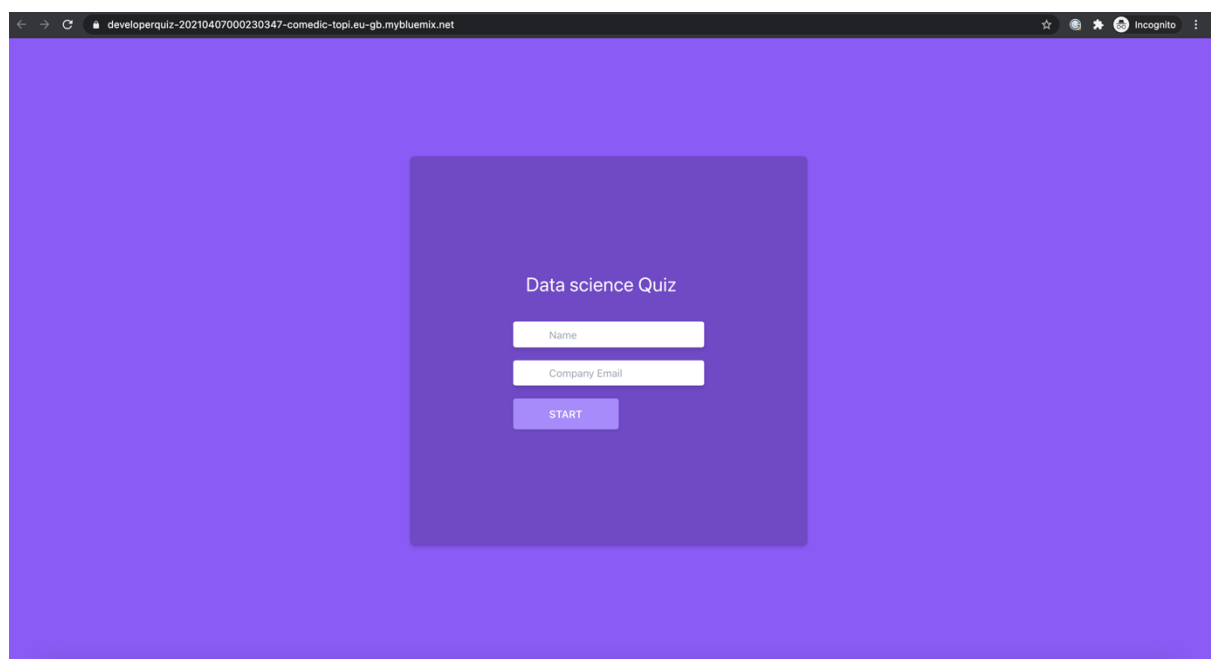 developerquiz-20210407000230347-comedic-topi.eu-gb.mybluemix.net
Incognito
Data science Quiz
Name
Company Email
START